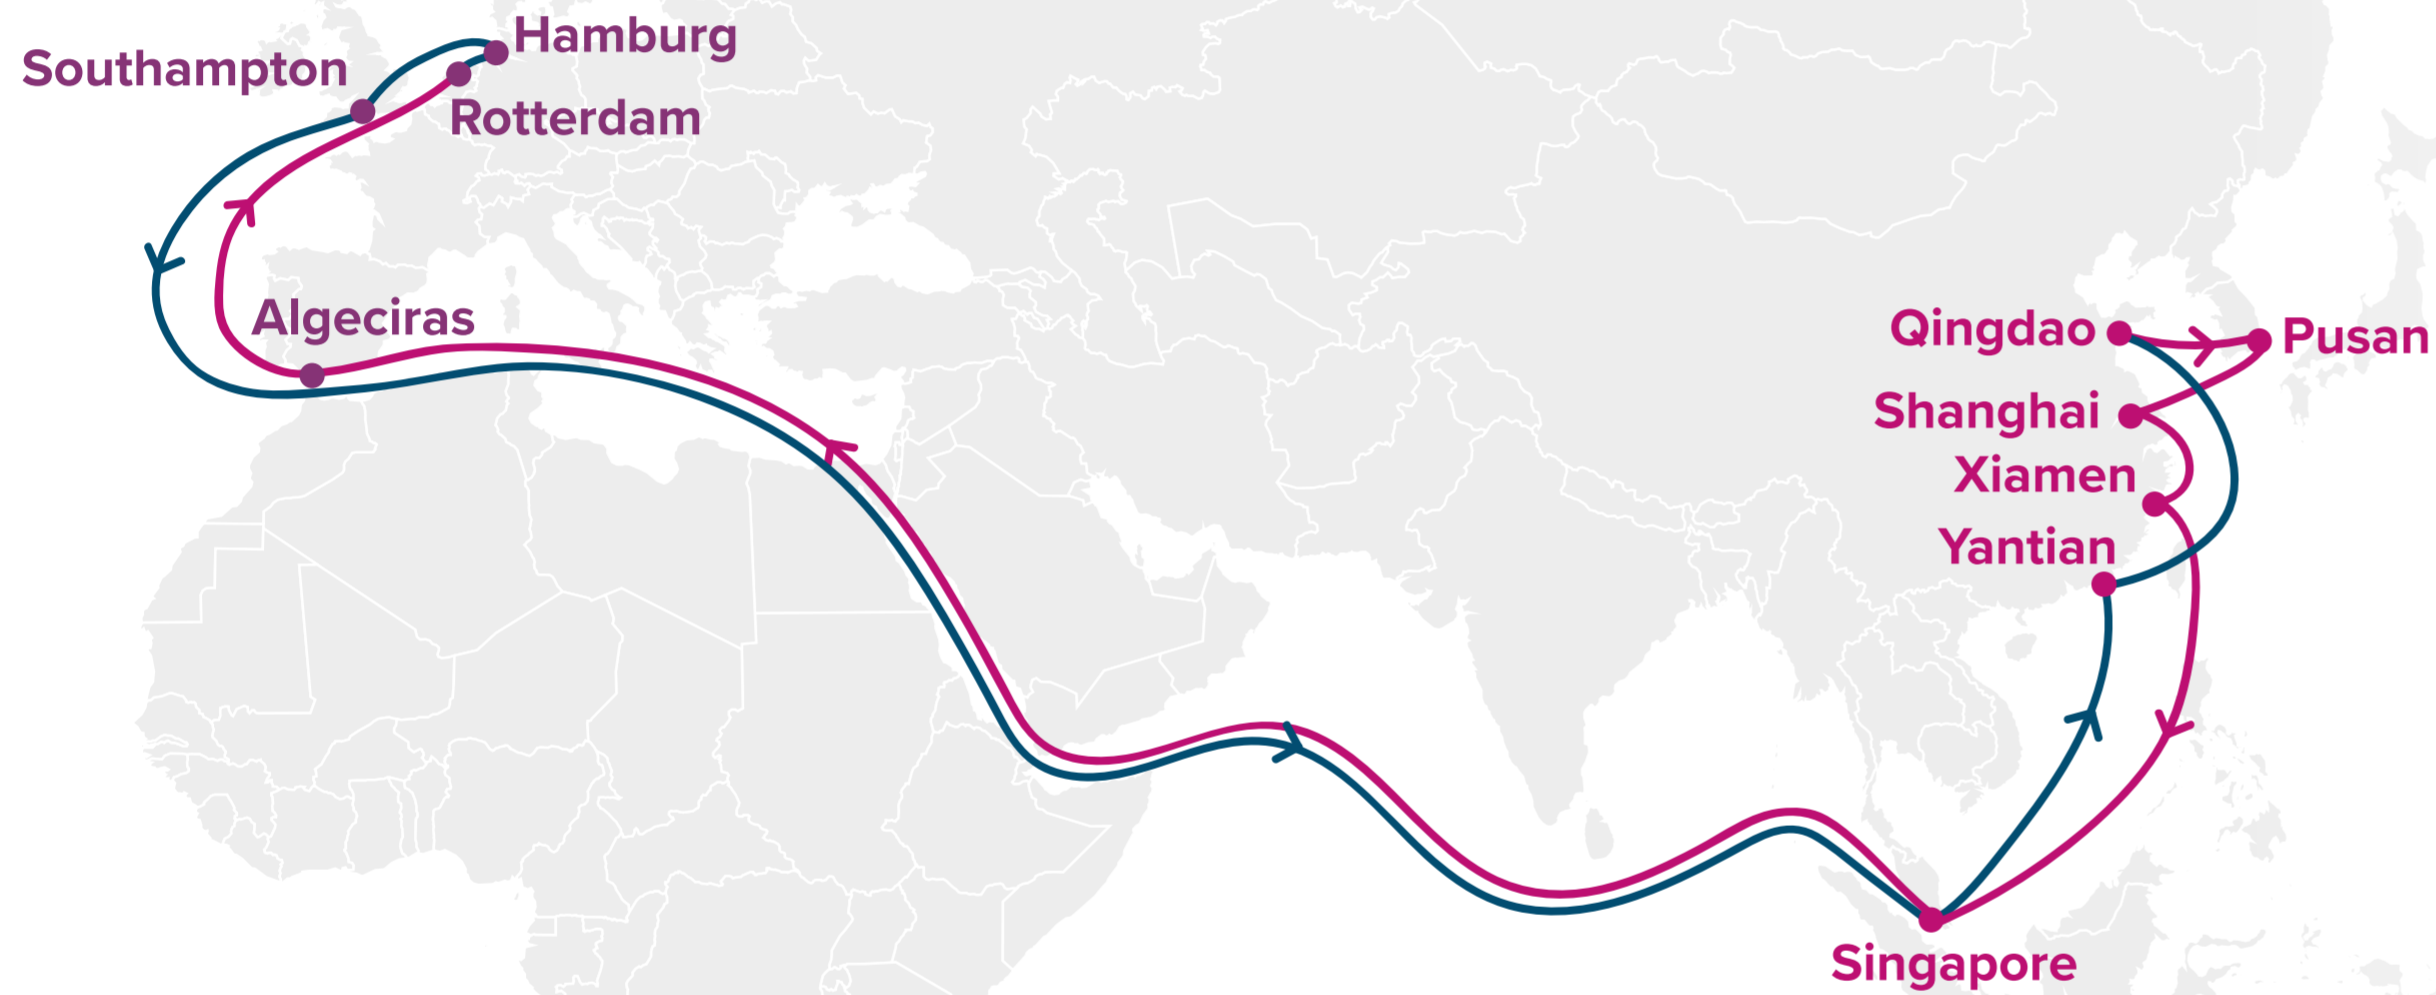 Hamburg
Southampton
Rotterdam
Algeciras
Qingdao
Pusan
Shanghai
Xiamen
Yantian
Singapore